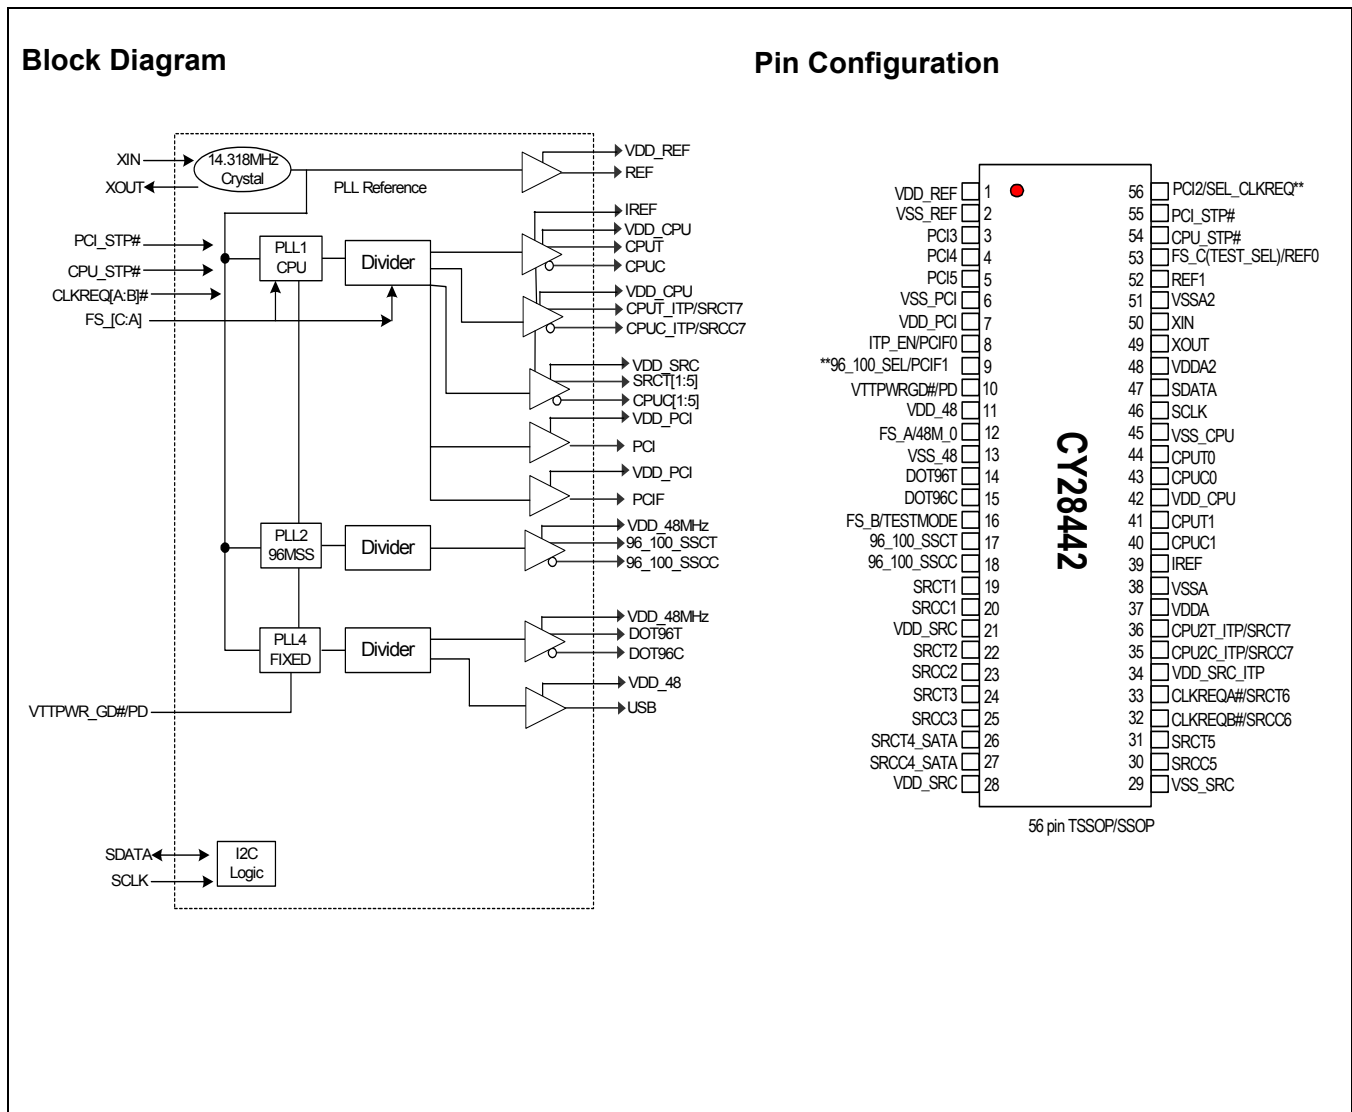 Block Diagram
Pin Configuration
XIN
XOUT
14.318MHz
Crystal
PLL Reference
VDD_REF
REF
PCI_STP#
CPU_STP#
CLKREQ[A:B]#
FS_[C:A]
PLL1
CPU
Divider
IREF
VDD_CPU
CPUT
CPUC
VDD_CPU
CPUT_ITP/SRCT7
CPUC_ITP/SRCC7
VDD_SRC
SRCT[1:5]
CPUC[1:5]
VDD_PCI
PCI
VDD_PCI
PCIF
PLL2
96MSS
Divider
VDD_48MHz
96_100_SSCT
96_100_SSCC
PLL4
FIXED
Divider
VDD_48MHz
DOT96T
DOT96C
VDD_48
USB
VTTPWR_GD#/PD
SDATA
SCLK
I2C
Logic
VDD_REF 1
VSS_REF 2
PCI3 3
PCI4 4
PCI5 5
VSS_PCI 6
VDD_PCI 7
ITP_EN/PCIF0 8
**96_100_SEL/PCIF1 9
VTTPWRGD#/PD 10
VDD_48 11
FS_A/48M_0 12
VSS_48 13
DOT96T 14
DOT96C 15
FS_B/TESTMODE 16
96_100_SSCT 17
96_100_SSCC 18
SRCT1 19
SRCC1 20
VDD_SRC 21
SRCT2 22
SRCC2 23
SRCT3 24
SRCC3 25
SRCT4_SATA 26
SRCC4_SATA 27
VDD_SRC 28
CY28442
56 PCI2/SEL_CLKREQ**
55 PCI_STP#
54 CPU_STP#
53 FS_C(TEST_SEL)/REF0
52 REF1
51 VSSA2
50 XIN
49 XOUT
48 VDDA2
47 SDATA
46 SCLK
45 VSS_CPU
44 CPUT0
43 CPUC0
42 VDD_CPU
41 CPUT1
40 CPUC1
39 IREF
38 VSSA
37 VDDA
36 CPU2T_ITP/SRCT7
35 CPU2C_ITP/SRCC7
34 VDD_SRC_ITP
33 CLKREQA#/SRCT6
32 CLKREQB#/SRCC6
31 SRCT5
30 SRCC5
29 VSS_SRC
56 pin TSSOP/SSOP